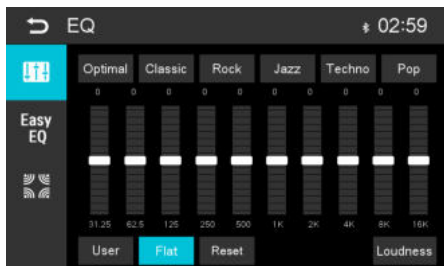 EQ 02:59
Optimal Classic Rock Jazz Techno Pop
0 0 0 0 0 0 0 0 0 0
Easy
EQ
31.25 62.5 125 250 500 1K 2K 4K 8K 16K
User Flat Reset Loudness